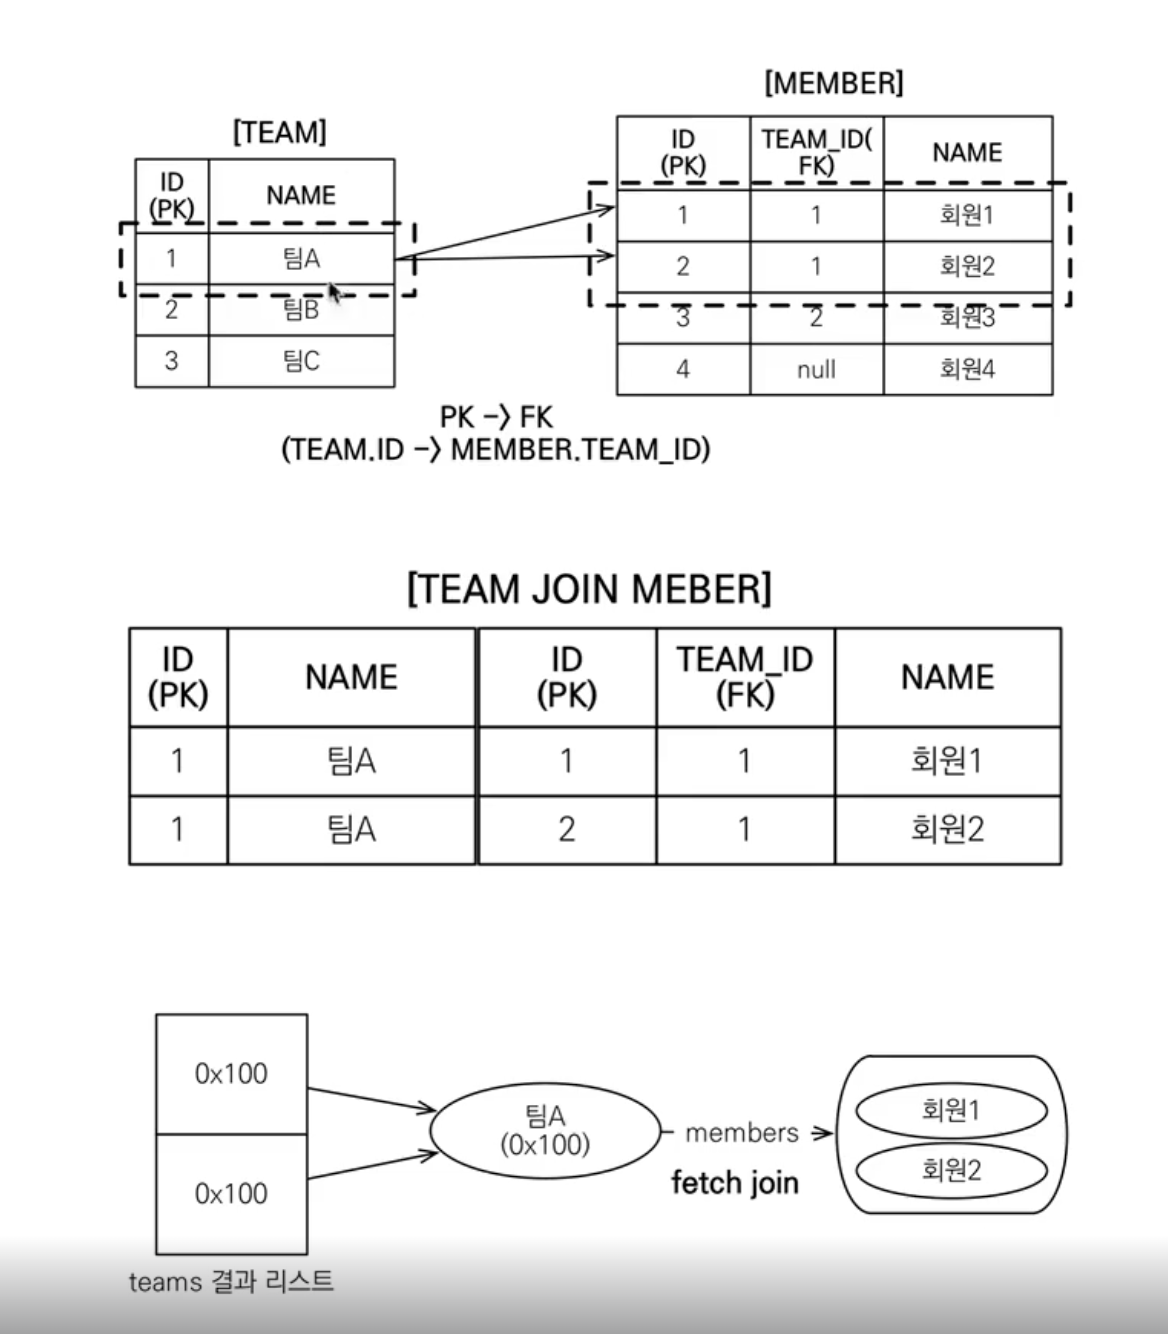 [TEAM]
ID
(PK)
NAME
1 팀A
2 팀B
3 팀C
[MEMBER]
ID
(PK)
TEAM_ID(
FK)
NAME
1 1 회원1
2 1 회원2
3 2 회원3
4 null 회원4
PK -> FK
(TEAM.ID -> MEMBER.TEAM_ID)
[TEAM JOIN MEBER]
ID
(PK)
NAME
ID
(PK)
TEAM_ID
(FK)
NAME
1 팀A 1 1 회원1
1 팀A 2 1 회원2
0x100
0x100
teams 결과 리스트
팀A
(0x100)
members
fetch join
회원1
회원2